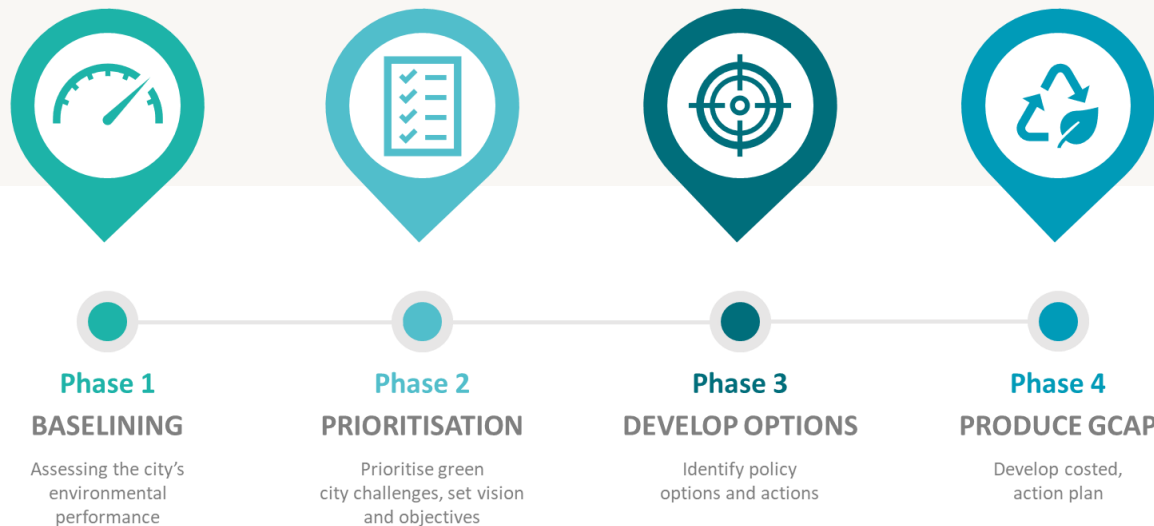 Phase 1
BASELINING
Assessing the city's
environmental
performance
Phase 2
PRIORITISATION
Prioritise green
city challenges, set vision
and objectives
Phase 3
DEVELOP OPTIONS
Identify policy
options and actions
Phase 4
PRODUCE GCAP
Develop costed,
action plan